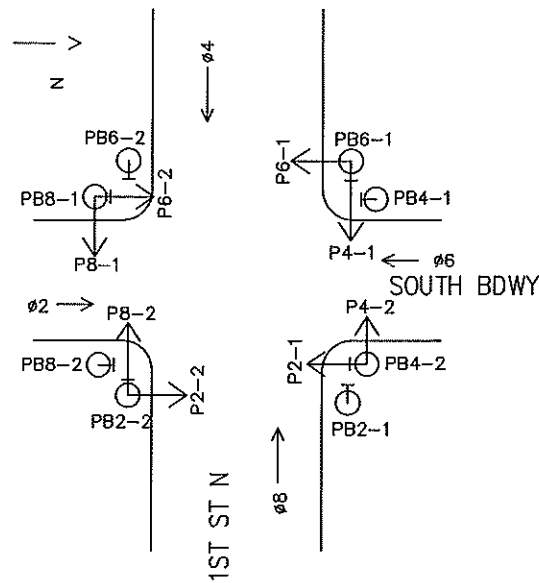 N
ø4
PB6-2
PB6-1
PB8-1
P6-2
P6-1
PB4-1
P8-1
P4-1
ø6
SOUTH BDWY
ø2
P8-2
P4-2
PB8-2
P2-2
P2-1
PB4-2
PB2-2
PB2-1
1ST ST N
ø8